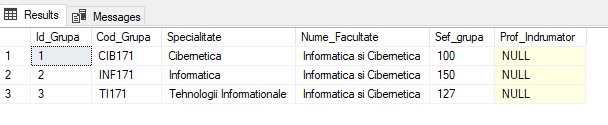 Results Messages
Id_Grupa Cod_Grupa Specialitate Nume_Facultate Sef_grupa Prof_Indrumator
1 1 CIB171 Cibernetica Informatica si Cibernetica 100 NULL
2 2 INF171 Informatica Informatica si Cibernetica 150 NULL
3 3 TI171 Tehnologii Informationale Informatica si Cibernetica 127 NULL